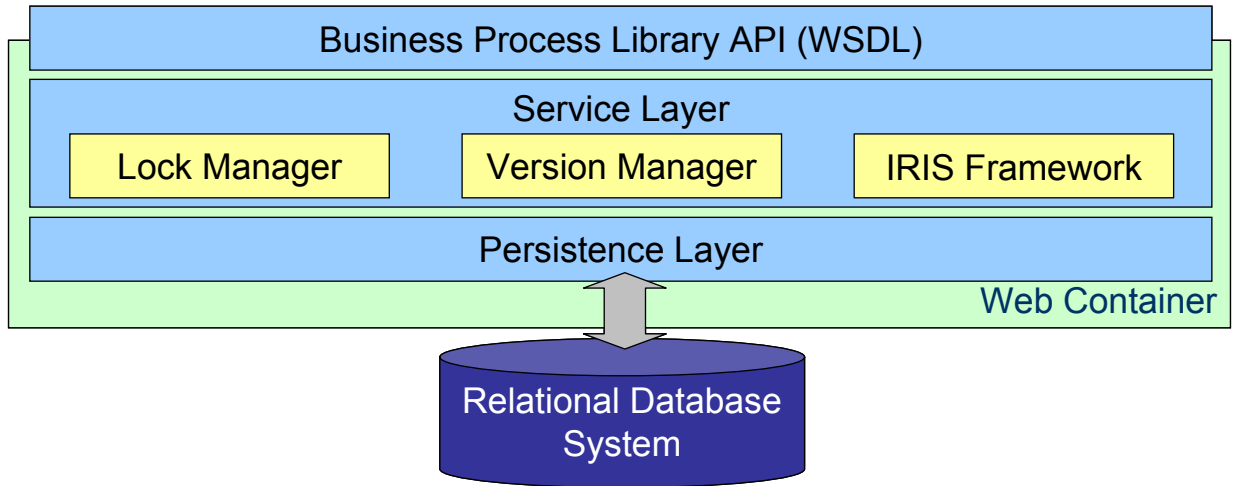 Business Process Library API (WSDL)
Service Layer
Lock Manager
Version Manager
IRIS Framework
Persistence Layer
Web Container
Relational Database
System